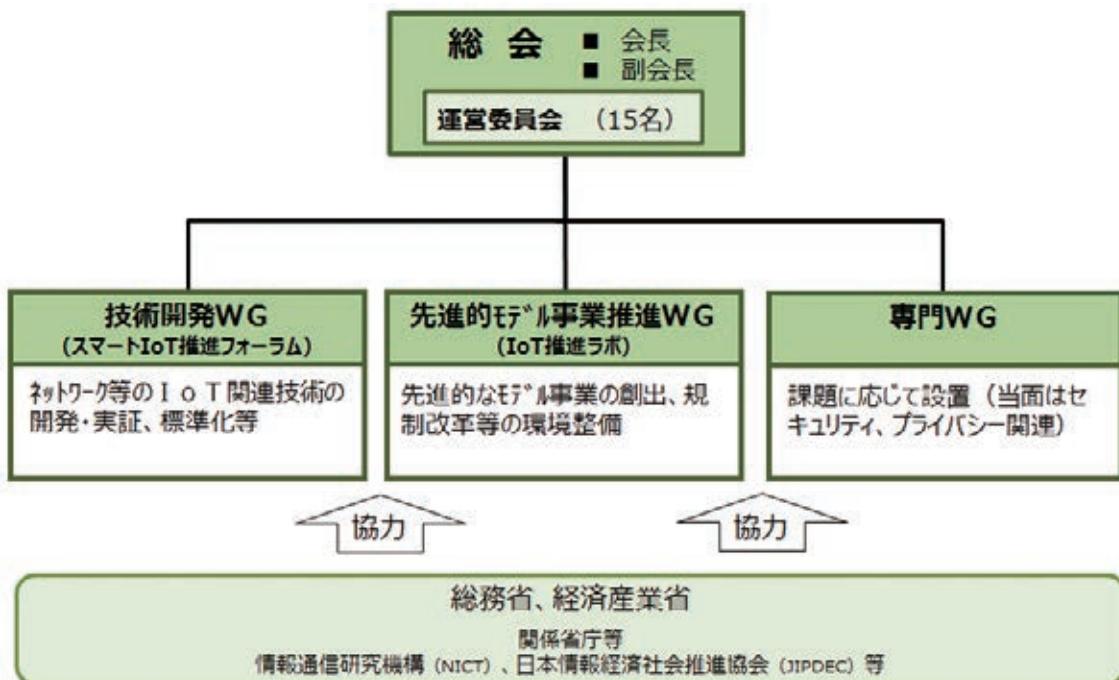 総 会 ■ 会長
■ 副会長
運営委員会 （15名）
技術開発WG
（スマートIoT推進フォーラム）
ﾈｯﾄﾜｰｸ等のＩｏＴ関連技術の
開発・実証、標準化等
先進的ﾓﾃﾞﾙ事業推進WG
（IoT推進ラボ）
先進的なﾓﾃﾞﾙ事業の創出、規
制改革等の環境整備
専門WG
課題に応じて設置（当面はセ
キュリティ、プライバシー関連）
協力
協力
総務省、経済産業省
関係省庁等
情報通信研究機構（NICT）、日本情報経済社会推進協会（JIPDEC）等